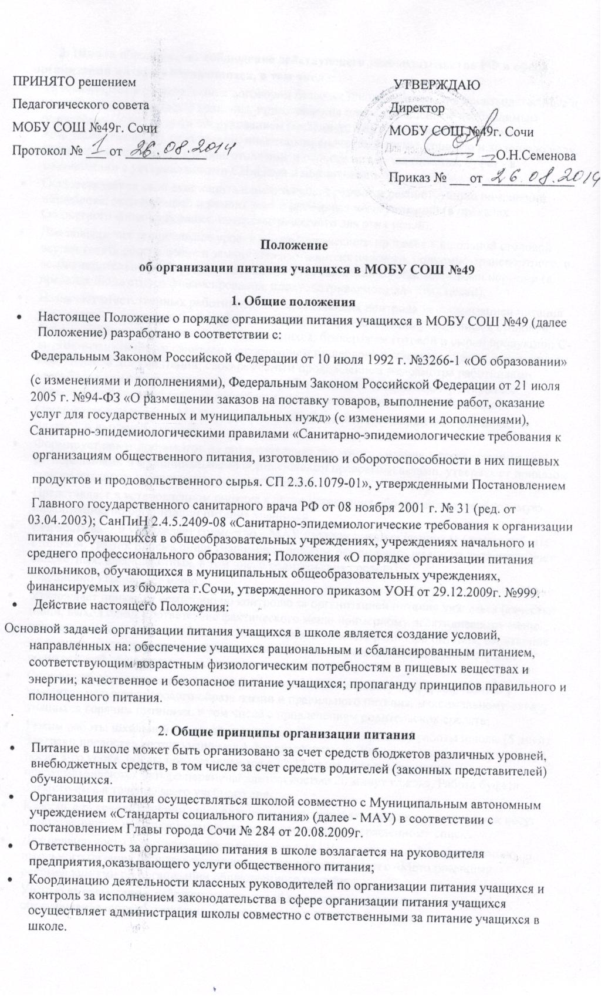 ПРИНЯТО решением
Педагогического совета
МОБУ СОШ №49г. Сочи
Протокол № 1 от 26.08.2014
УТВЕРЖДАЮ
Директор
МОБУ СОШ №49г. Сочи
Для документов
О.Н.Семенова
Приказ № ___от 26.08.2014
Положение
об организации питания учащихся в МОБУ СОШ №49
1. Общие положения
• Настоящее Положение о порядке организации питания учащихся в МОБУ СОШ №49 (далее
Положение) разработано в соответствии с:
Федеральным Законом Российской Федерации от 10 июля 1992 г. №3266-1 «Об образовании»
(с изменениями и дополнениями), Федеральным Законом Российской Федерации от 21 июля
2005 г. №94-ФЗ «О размещении заказов на поставку товаров, выполнение работ, оказание
услуг для государственных и муниципальных нужд» (с изменениями и дополнениями),
Санитарно-эпидемиологическими правилами «Санитарно-эпидемиологические требования к
организациям общественного питания, изготовлению и оборотоспособности в них пищевых
продуктов и продовольственного сырья. СП 2.3.6.1079-01», утвержденными Постановлением
Главного государственного санитарного врача РФ от 08 ноября 2001 г. № 31 (ред. от
03.04.2003); СанПиН 2.4.5.2409-08 «Санитарно-эпидемиологические требования к организации
питания обучающихся в общеобразовательных учреждениях, учреждениях начального и
среднего профессионального образования; Положения «О порядке организации питания
школьников, обучающихся в муниципальных общеобразовательных учреждениях,
финансируемых из бюджета г.Сочи, утвержденного приказом УОН от 29.12.2009г. №999.
• Действие настоящего Положения:
Основной задачей организации питания учащихся в школе является создание условий,
направленных на: обеспечение учащихся рациональным и сбалансированным питанием,
соответствующим возрастным физиологическим потребностям в пищевых веществах и
энергии; качественное и безопасное питание учащихся; пропаганду принципов правильного и
полноценного питания.
2. Общие принципы организации питания
• Питание в школе может быть организовано за счет средств бюджетов различных уровней,
внебюджетных средств, в том числе за счет средств родителей (законных представителей)
обучающихся.
• Организация питания осуществляться школой совместно с Муниципальным автономным
учреждением «Стандарты социального питания» (далее - МАУ) в соответствии с
постановлением Главы города Сочи № 284 от 20.08.2009г.
• Ответственность за организацию питания в школе возлагается на руководителя
предприятия,оказывающего услуги общественного питания;
• Координацию деятельности классных руководителей по организации питания учащихся и
контроль за исполнением законодательства в сфере организации питания учащихся
осуществляет администрация школы совместно с ответственными за питание учащихся в
школе.